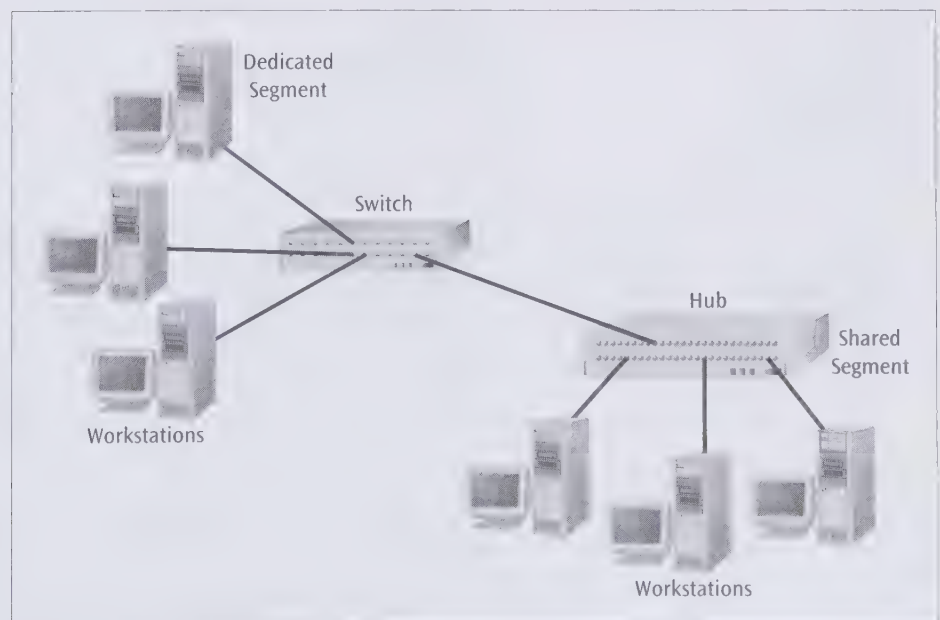 Dedicated
Segment
Switch
Hub
Shared
Segment
Workstations
Workstations